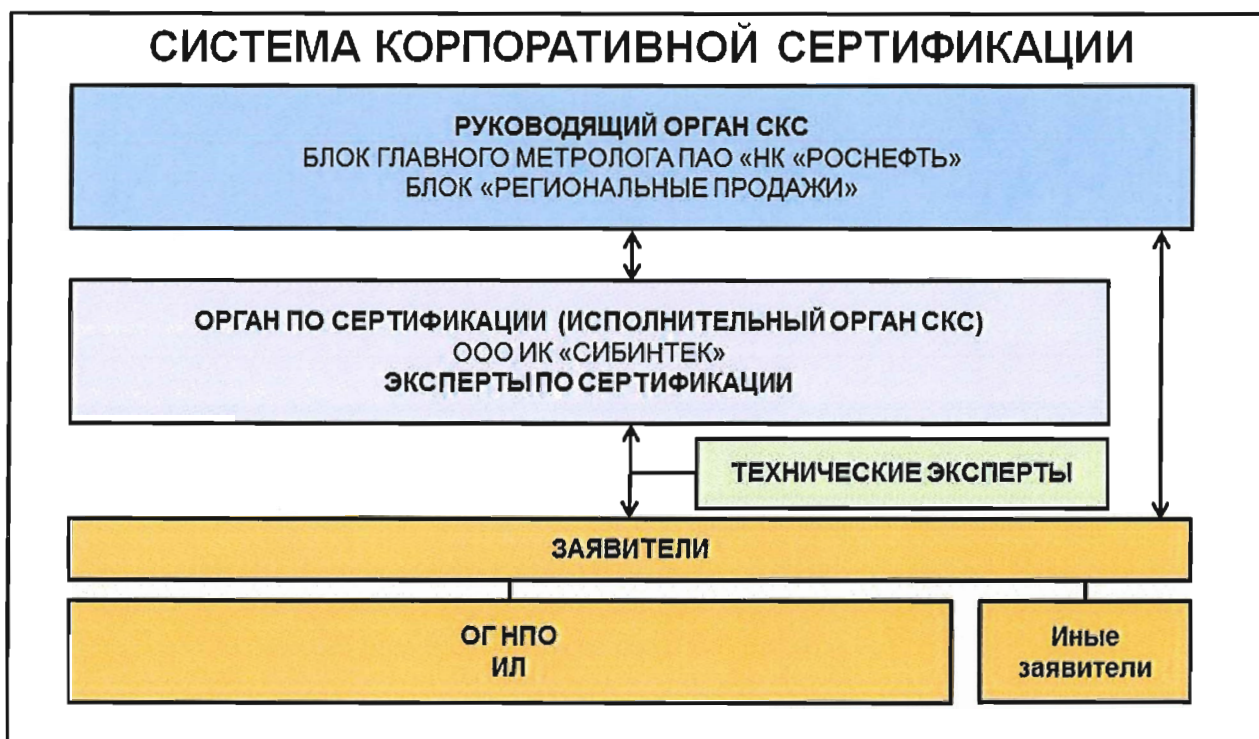 СИСТЕМА КОРПОРАТИВНОЙ СЕРТИФИКАЦИИ
РУКОВОДЯЩИЙ ОРГАН СКС
БЛОК ГЛАВНОГО МЕТРОЛОГА ПАО «НК «РОСНЕФТЬ»
БЛОК «РЕГИОНАЛЬНЫЕ ПРОДАЖИ»
ОРГАН ПО СЕРТИФИКАЦИИ (ИСПОЛНИТЕЛЬНЫЙ ОРГАН СКС)
ООО ИК «СИБИНТЕК»
ЭКСПЕРТЫ ПО СЕРТИФИКАЦИИ
ТЕХНИЧЕСКИЕ ЭКСПЕРТЫ
ЗАЯВИТЕЛИ
ОГ НПО
ИЛ
Иные
заявители